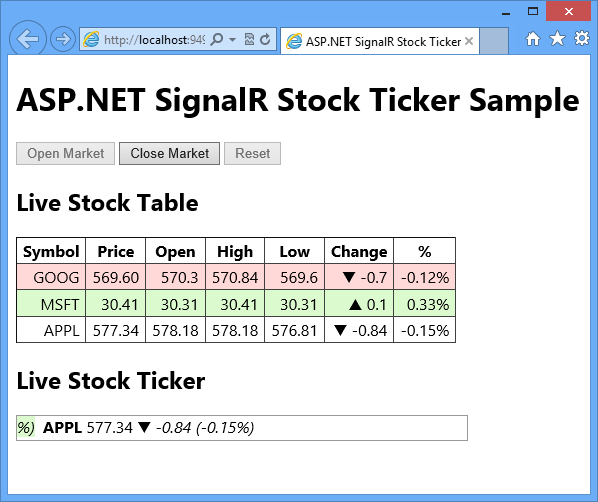 http://localhost:949
ASP.NET SignalR Stock Ticker
ASP.NET SignalR Stock Ticker Sample
Open Market Close Market Reset
Live Stock Table
Symbol Price Open High Low Change %
GOOG 569.60 570.3 570.84 569.6 ▼ -0.7 -0.12%
MSFT 30.41 30.31 30.41 30.31 ▲ 0.1 0.33%
APPL 577.34 578.18 578.18 576.81 ▼ -0.84 -0.15%
Live Stock Ticker
%) APPL 577.34 ▼ -0.84 (-0.15%)